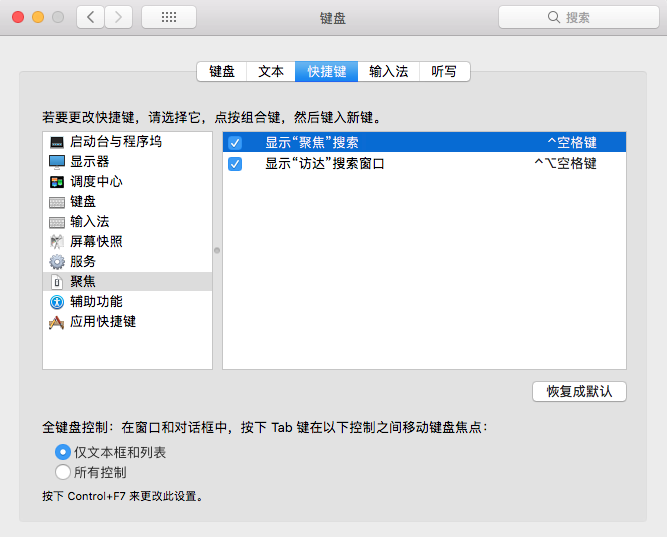 键盘
搜索
键盘 文本 快捷键 输入法 听写
若要更改快捷键，请选择它，点按组合键，然后键入新键。
启动台与程序坞
显示器
调度中心
键盘
输入法
屏幕快照
服务
聚焦
辅助功能
应用快捷键
显示“聚焦”搜索 ^空格键
显示“访达”搜索窗口 ^⌥空格键
恢复成默认
全键盘控制：在窗口和对话框中，按下 Tab 键在以下控制之间移动键盘焦点：
仅文本框和列表
所有控制
按下 Control+F7 来更改此设置。